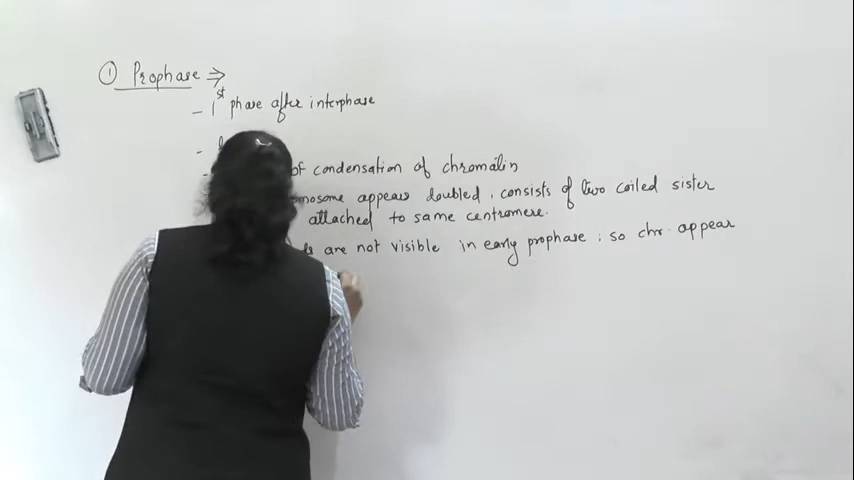 ① Prophase ⇒
- 1st phase after interphase
-
- of condensation of chromatin
appears doubled, consists of two coiled sister
attached to same centromere.
are not visible in early prophase ; so chr. appear